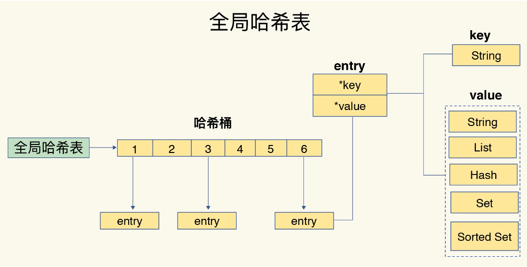 全局哈希表
key
String
entry
*key
*value
value
String
List
Hash
Set
Sorted Set
哈希桶
全局哈希表
1 2 3 4 5 6
entry entry entry